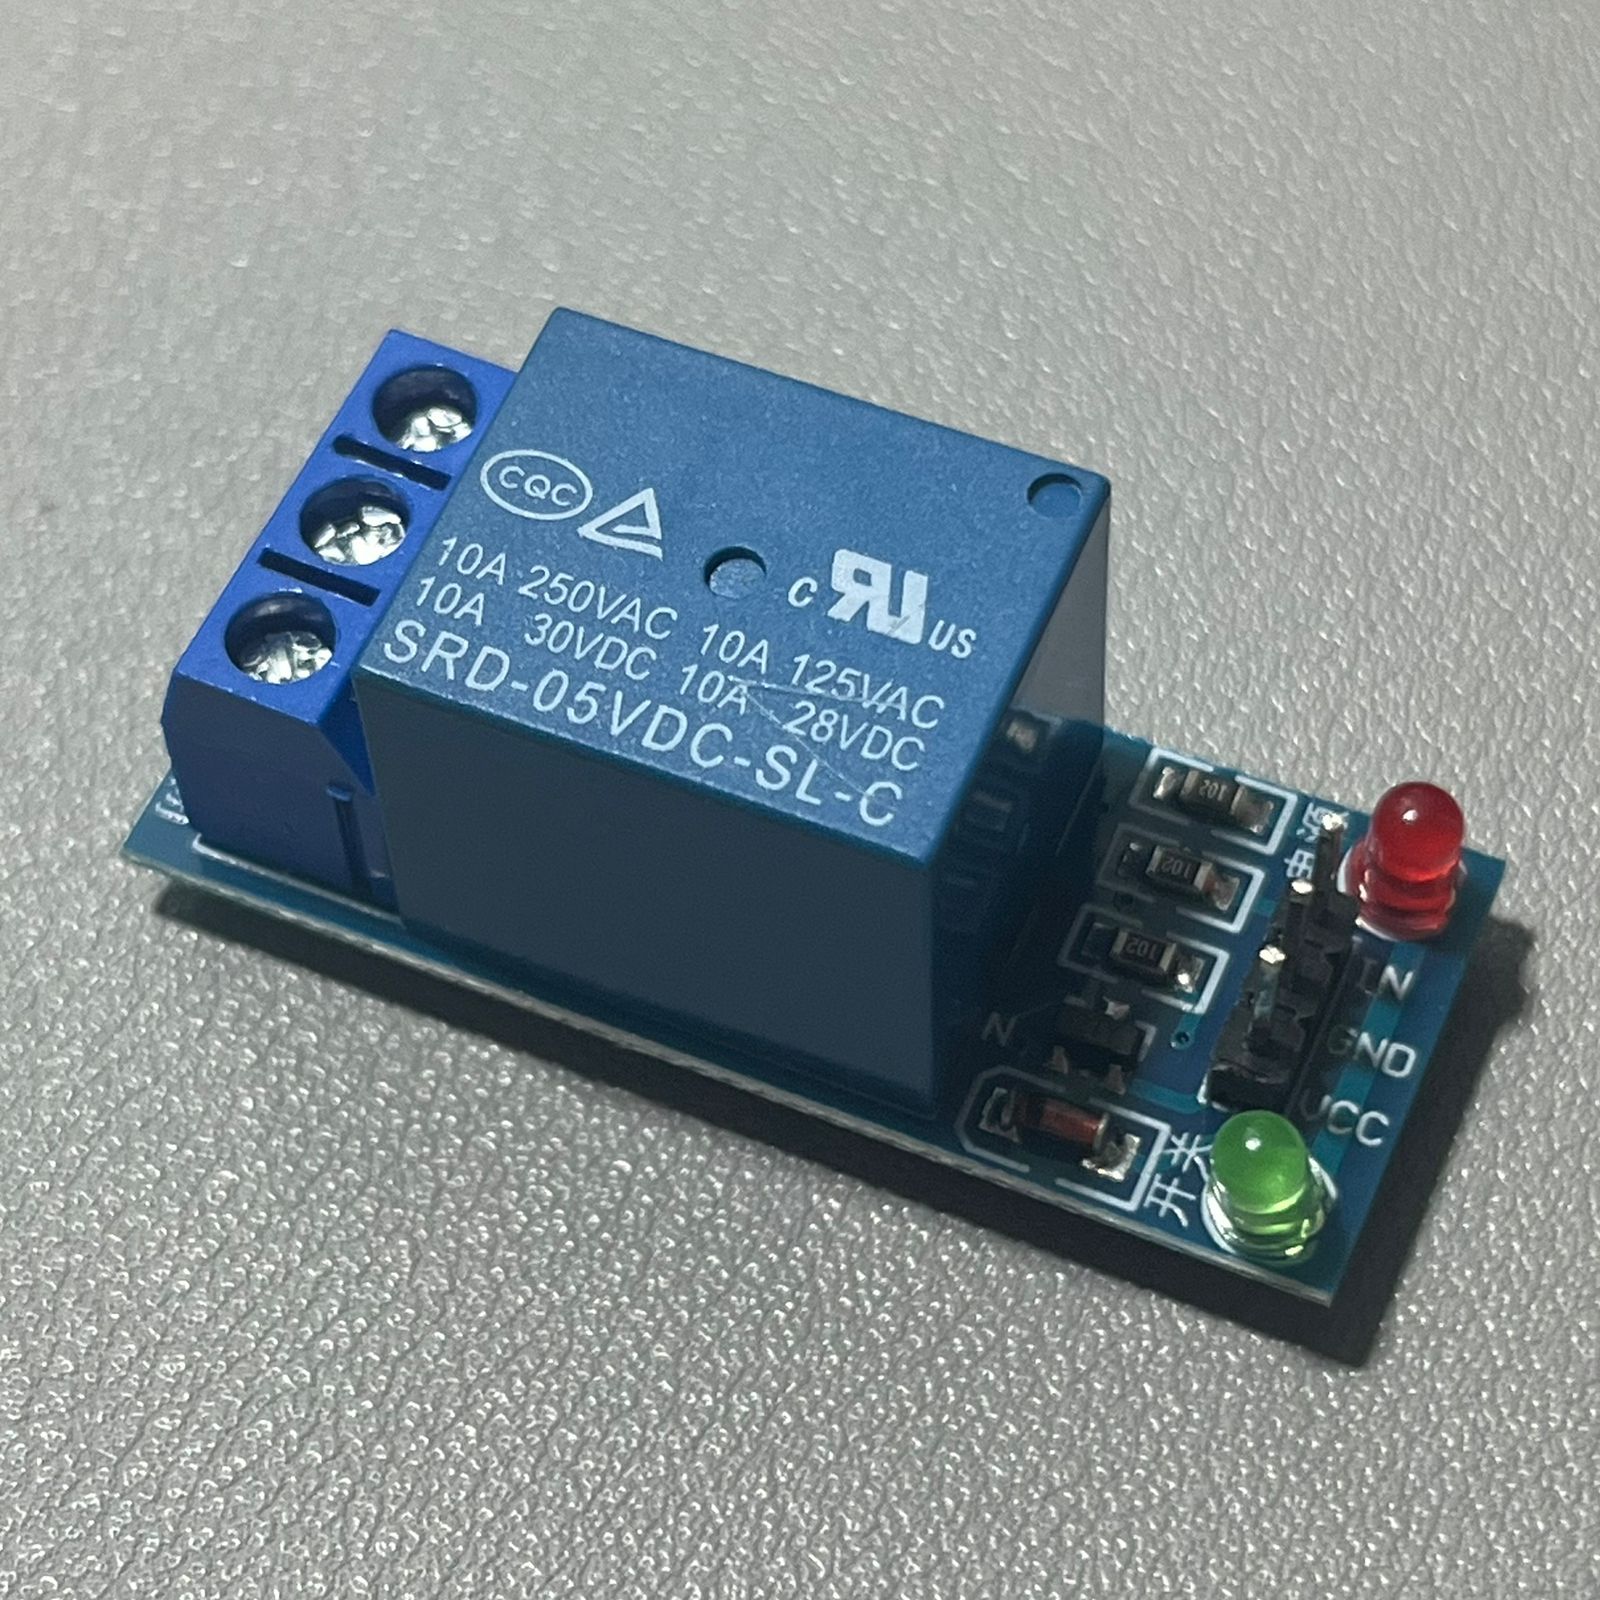 CQC
c RU US
10A 250VAC 10A 125VAC
10A 30VDC 10A 28VDC
SRD-05VDC-SL-C
102
102
102
电源
IN
GND
VCC
开关